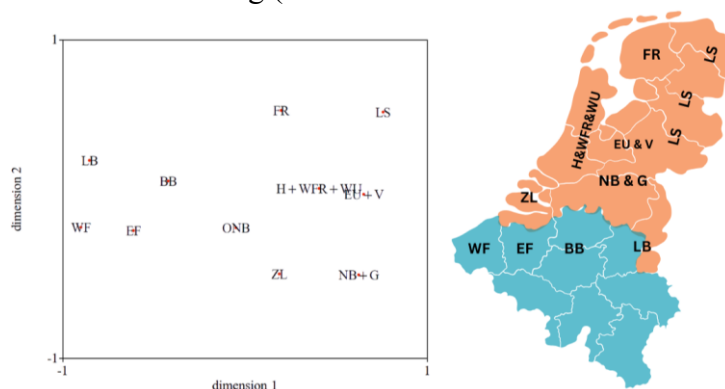 1
FR
LS
LB
BB
H+WFR+WU
EU+V
WF
EF
ONB
ZL
NB+G
-1
-1
1
dimension 1
dimension 2
FR
LS
LS
LS
H&WFR&WU
EU & V
NB & G
ZL
WF
EF
BB
LB